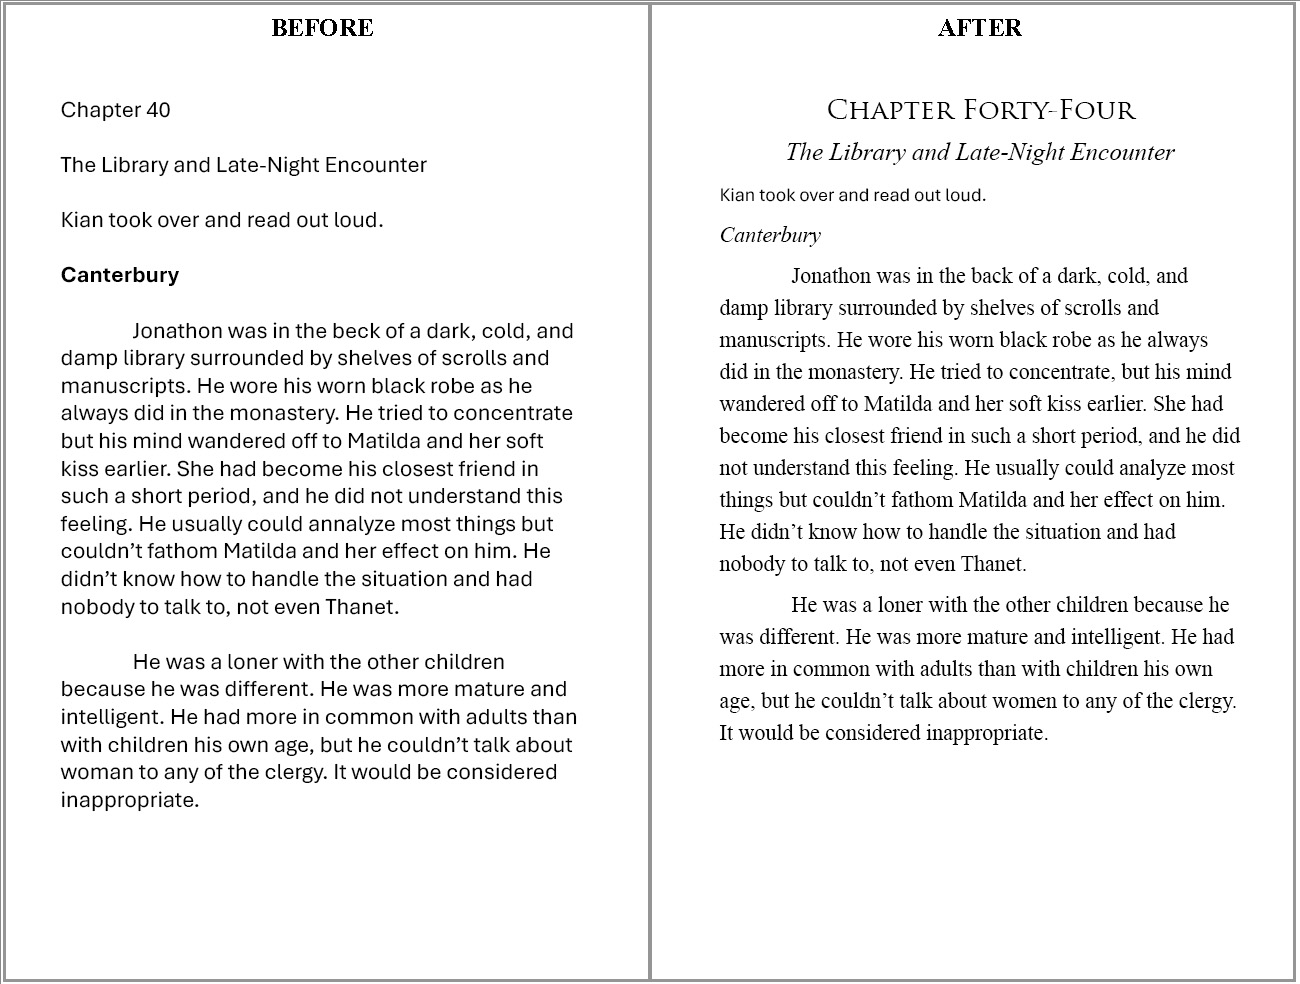 BEFORE
Chapter 40
The Library and Late-Night Encounter
Kian took over and read out loud.
Canterbury
Jonathon was in the beck of a dark, cold, and
damp library surrounded by shelves of scrolls and
manuscripts. He wore his worn black robe as he
always did in the monastery. He tried to concentrate
but his mind wandered off to Matilda and her soft
kiss earlier. She had become his closest friend in
such a short period, and he did not understand this
feeling. He usually could annalyze most things but
couldn’t fathom Matilda and her effect on him. He
didn’t know how to handle the situation and had
nobody to talk to, not even Thanet.
He was a loner with the other children
because he was different. He was more mature and
intelligent. He had more in common with adults than
with children his own age, but he couldn’t talk about
woman to any of the clergy. It would be considered
inappropriate.
AFTER
Chapter Forty-Four
The Library and Late-Night Encounter
Kian took over and read out loud.
Canterbury
Jonathon was in the back of a dark, cold, and
damp library surrounded by shelves of scrolls and
manuscripts. He wore his worn black robe as he always
did in the monastery. He tried to concentrate, but his mind
wandered off to Matilda and her soft kiss earlier. She had
become his closest friend in such a short period, and he did
not understand this feeling. He usually could analyze most
things but couldn’t fathom Matilda and her effect on him.
He didn’t know how to handle the situation and had
nobody to talk to, not even Thanet.
He was a loner with the other children because he
was different. He was more mature and intelligent. He had
more in common with adults than with children his own
age, but he couldn’t talk about women to any of the clergy.
It would be considered inappropriate.